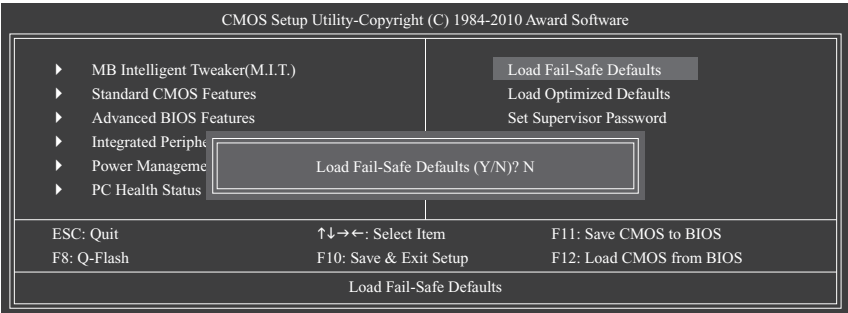 CMOS Setup Utility-Copyright (C) 1984-2010 Award Software
MB Intelligent Tweaker(M.I.T.)
Standard CMOS Features
Advanced BIOS Features
Integrated
Power
PC Health Status
Load Fail-Safe Defaults
Load Optimized Defaults
Set Supervisor Password
Load Fail-Safe Defaults (Y/N)? N
ESC: Quit
↑↓→←: Select Item
F11: Save CMOS to BIOS
F8: Q-Flash
F10: Save & Exit Setup
F12: Load CMOS from BIOS
Load Fail-Safe Defaults